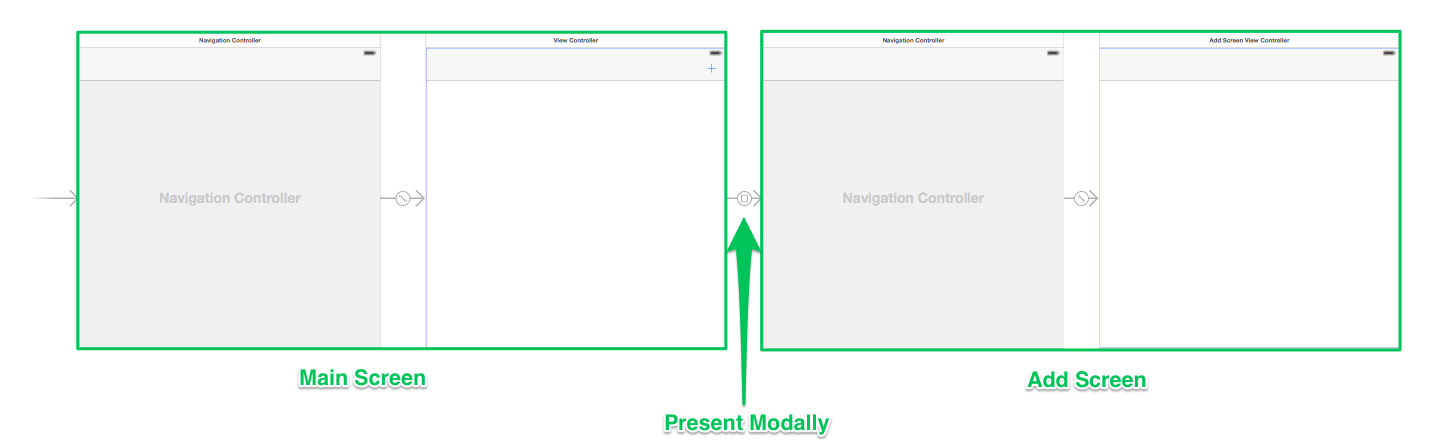 Navigation Controller
View Controller
Navigation Controller
Add Screen View Controller
+
Navigation Controller
Navigation Controller
Main Screen
Add Screen
Present Modally